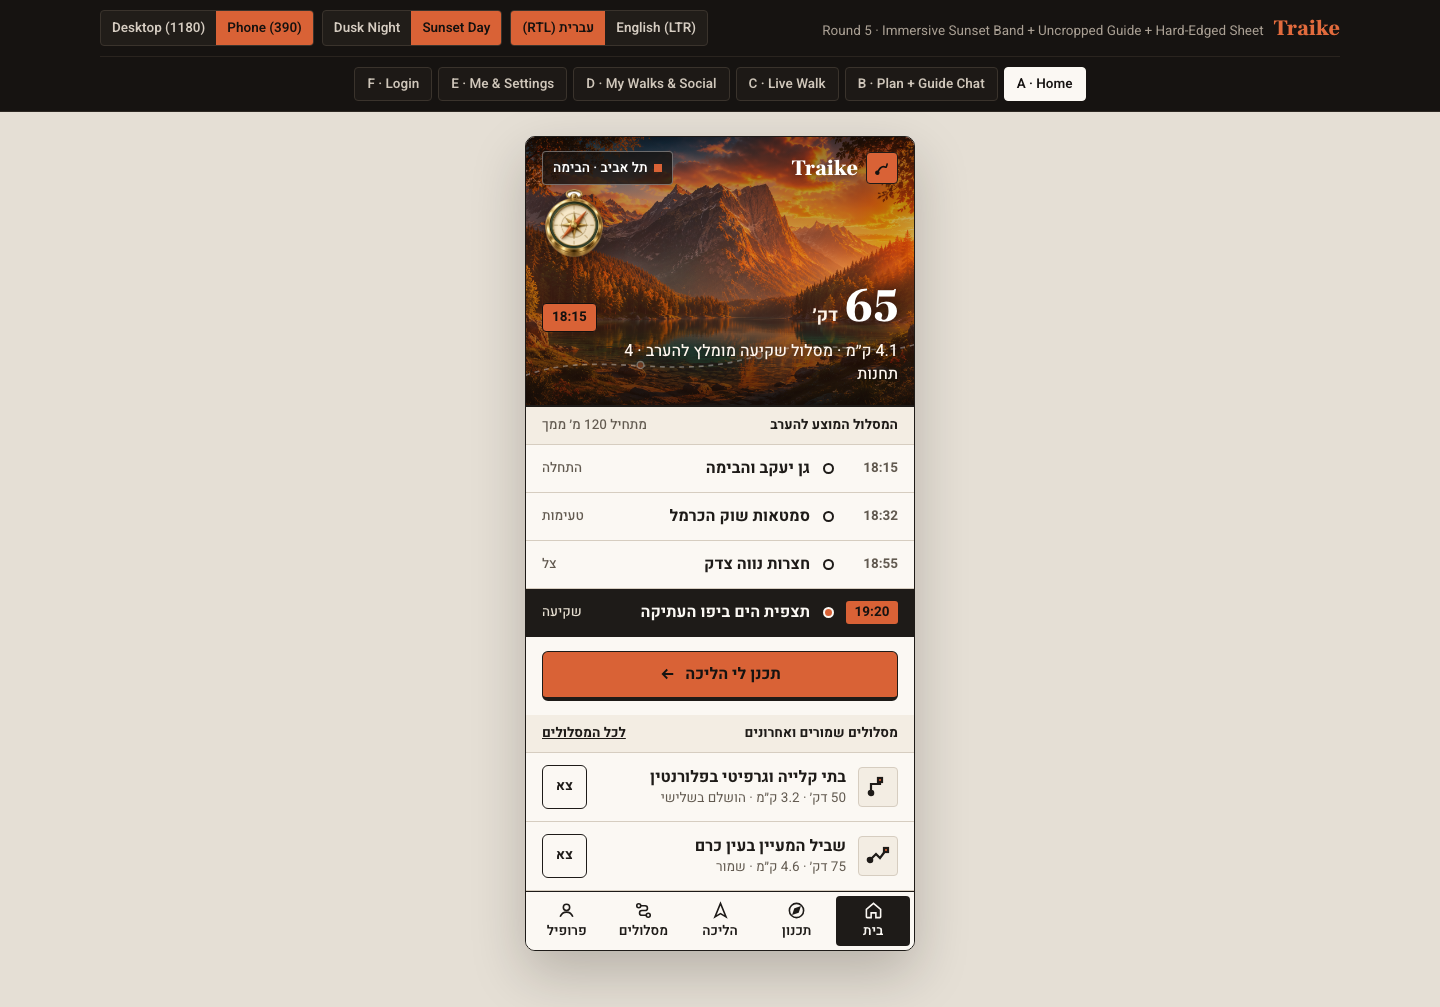 Desktop (1180)
Phone (390)
Dusk Night
Sunset Day
עברית (RTL)
English (LTR)
Round 5 · Immersive Sunset Band + Uncropped Guide + Hard-Edged Sheet
Traike
F · Login
E · Me & Settings
D · My Walks & Social
C · Live Walk
B · Plan + Guide Chat
A · Home
Traike
תל אביב · הבימה
65 דק׳
18:15
4.1 ק״מ · מסלול שקיעה מומלץ להערב · 4
תחנות
המסלול המוצע להערב
מתחיל 120 מ׳ ממך
18:15 גן יעקב והבימה התחלה
18:32 סמטאות שוק הכרמל טעימות
18:55 חצרות נווה צדק צל
19:20 תצפית הים ביפו העתיקה שקיעה
תכנן לי הליכה ←
מסלולים שמורים ואחרונים
לכל המסלולים
בתי קלייה וגרפיטי בפלורנטין
50 דק׳ · 3.2 ק״מ · הושלם בשלישי
צא
שביל המעיין בעין כרם
75 דק׳ · 4.6 ק״מ · שמור
צא
בית
תכנון
הליכה
מסלולים
פרופיל